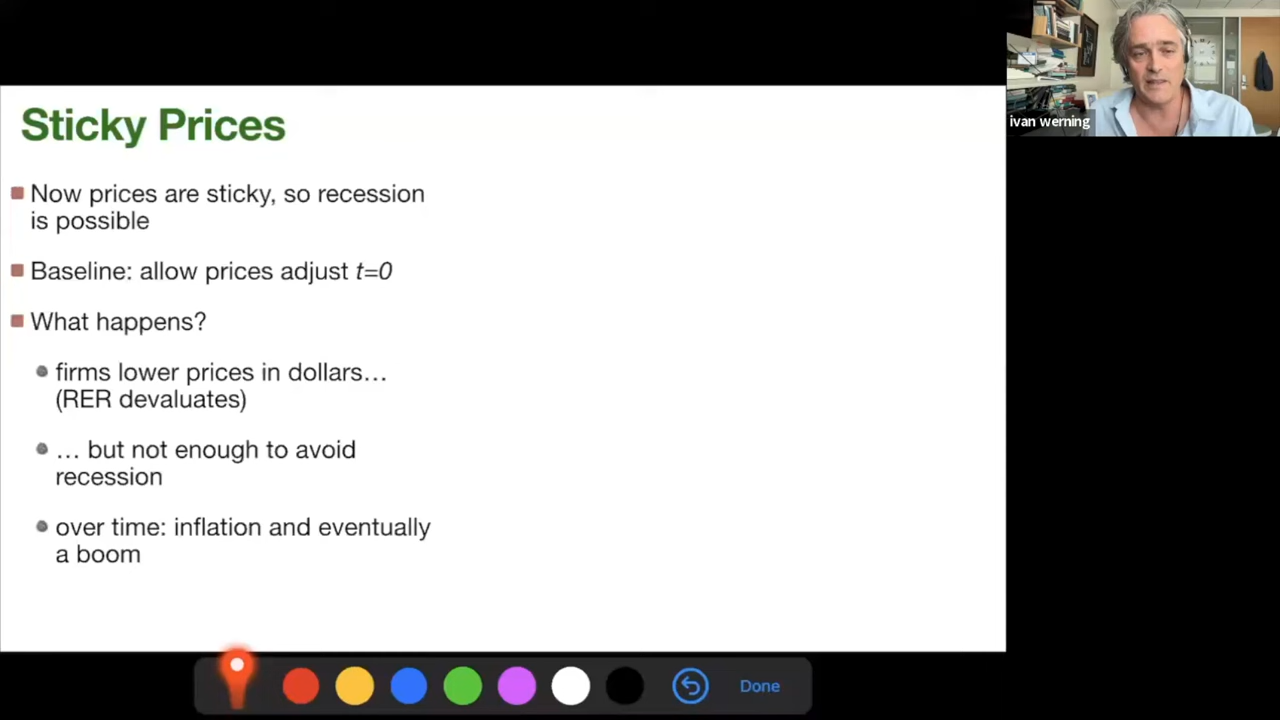 ivan werning
Sticky Prices
Now prices are sticky, so recession
is possible
Baseline: allow prices adjust t=0
What happens?
firms lower prices in dollars…
(RER devaluates)
… but not enough to avoid
recession
over time: inflation and eventually
a boom
Done